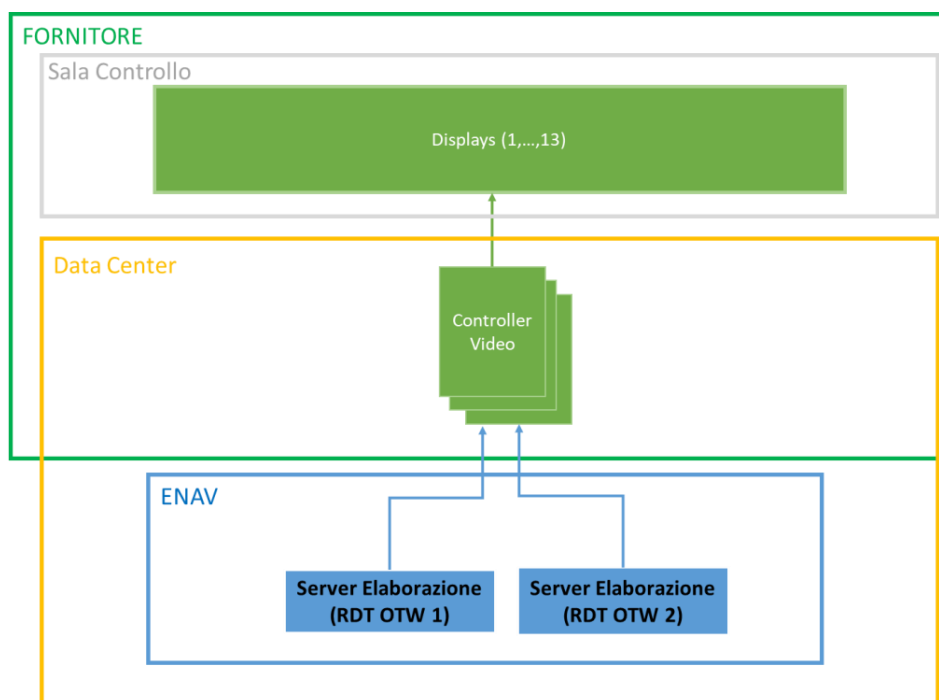 FORNITORE
Sala Controllo
Displays (1,...,13)
Data Center
Controller
Video
ENAV
Server Elaborazione
(RDT OTW 1)
Server Elaborazione
(RDT OTW 2)